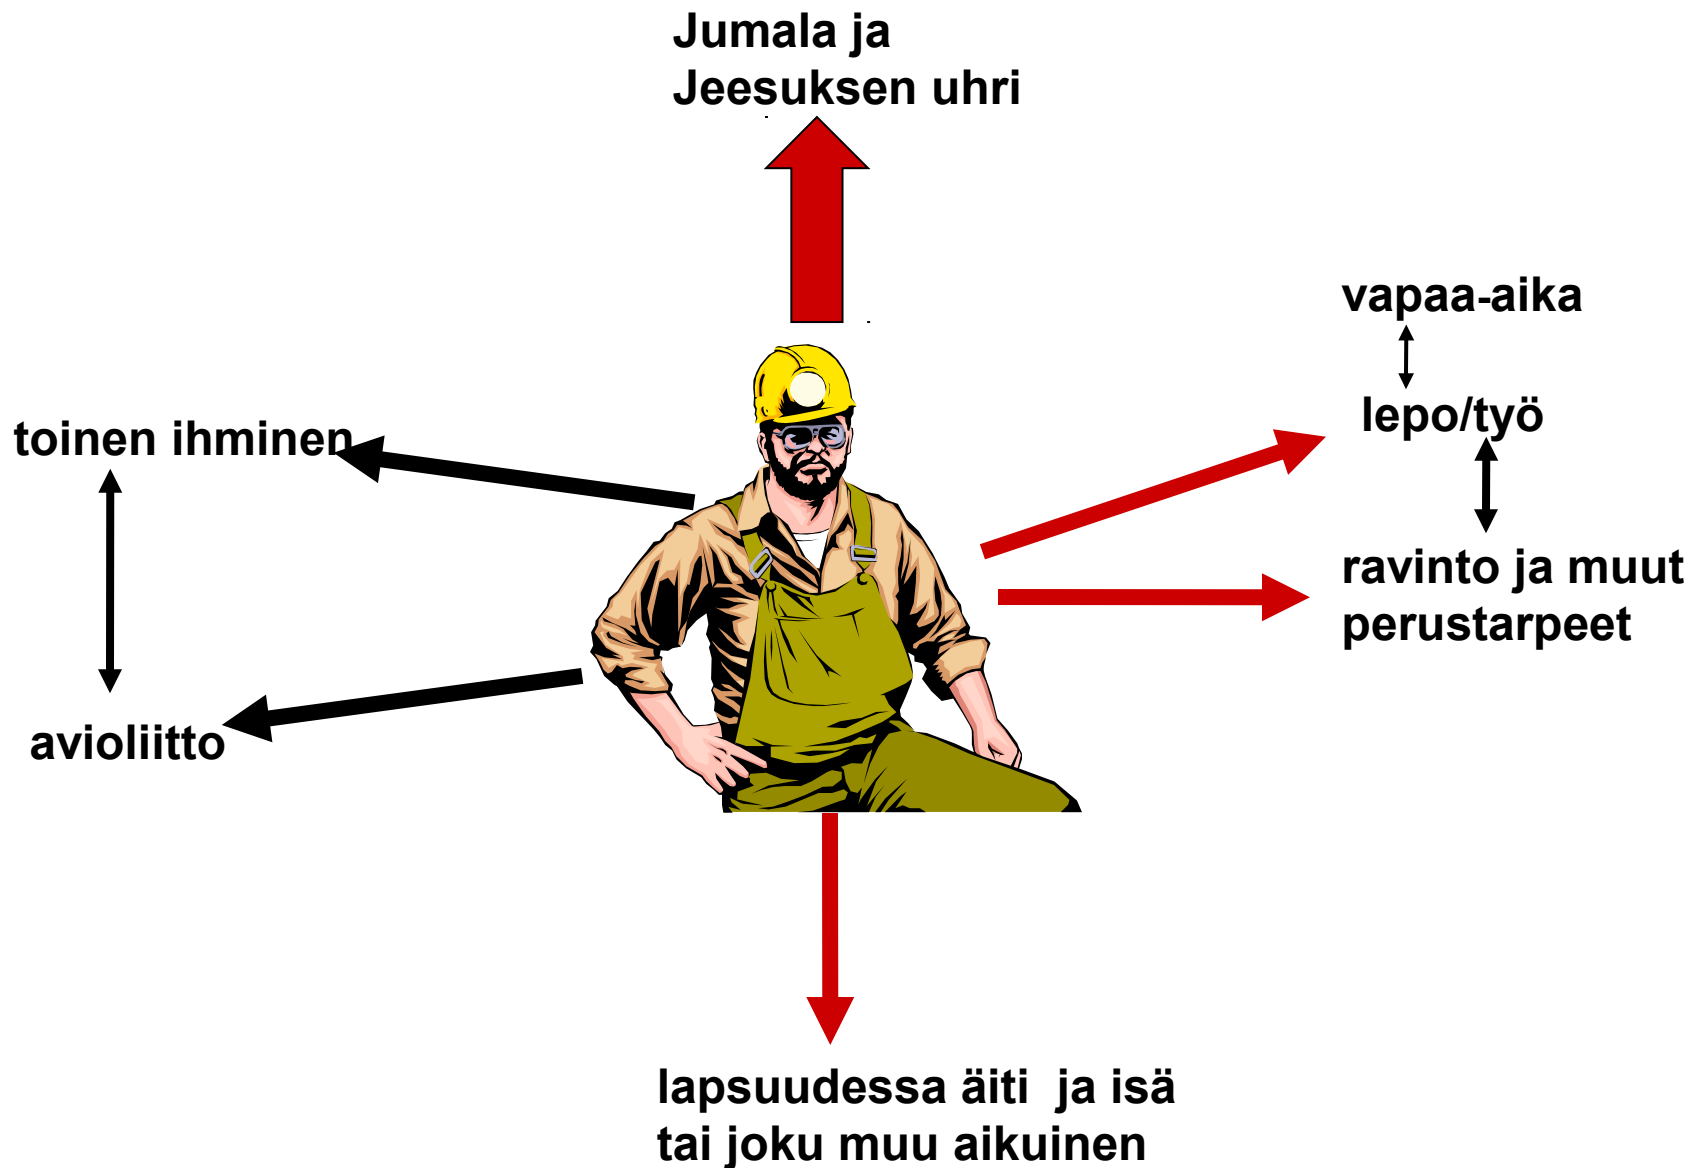 Jumala ja
Jeesuksen uhri
vapaa-aika
lepo/työ
toinen ihminen
ravinto ja muut
perustarpeet
avioliitto
lapsuudessa äiti ja isä
tai joku muu aikuinen